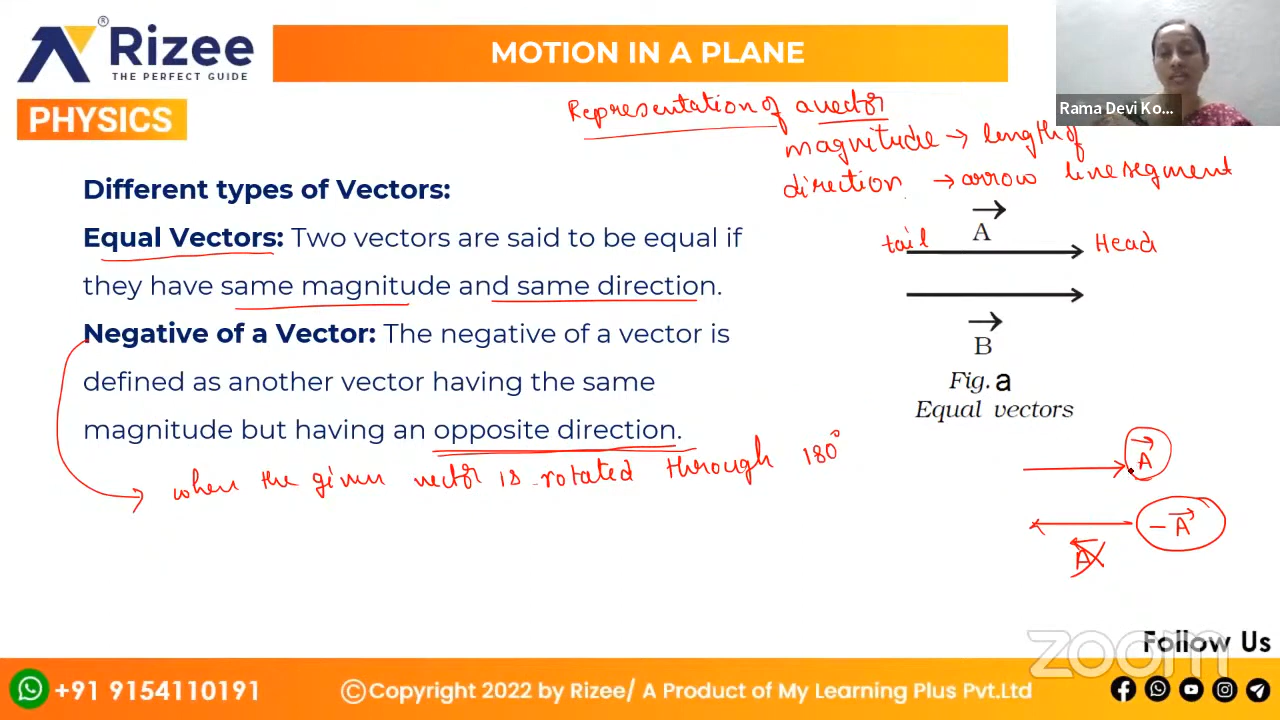 Rizee®
THE PERFECT GUIDE
MOTION IN A PLANE
Rama Devi Ko...
PHYSICS
Representation of a vector
magnitude → length of
direction → arrow line segment
Different types of Vectors:
Equal Vectors: Two vectors are said to be equal if
they have same magnitude and same direction.
Negative of a Vector: The negative of a vector is
defined as another vector having the same
magnitude but having an opposite direction.
→ when the given vector is rotated through 180°
A
tail
Head
B
Fig. a
Equal vectors
A
-A
A
zoom
Follow Us
+91 9154110191
©Copyright 2022 by Rizee/ A Product of My Learning Plus Pvt.Ltd